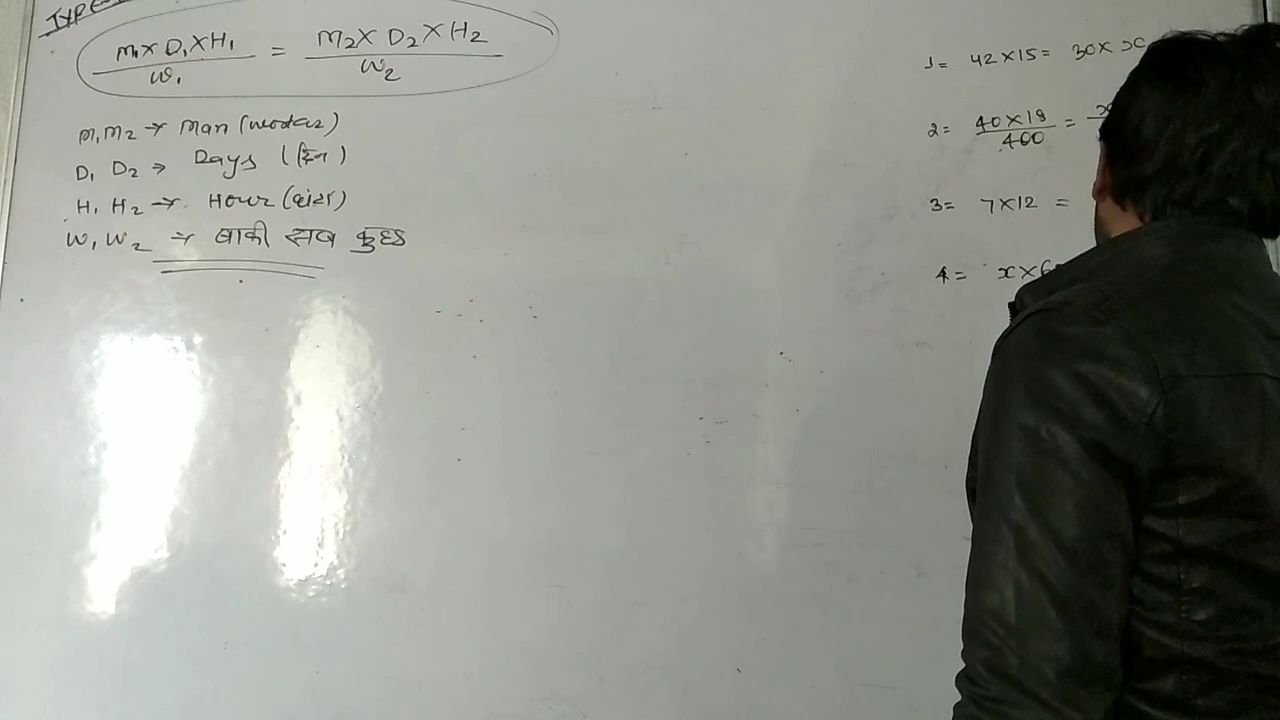 TYPE
M₁ × D₁ × H₁ / W₁ = M₂ × D₂ × H₂ / W₂
M₁ M₂ → Man (worker)
D₁ D₂ → Days (दिन)
H₁ H₂ → Hour (घंटा)
W₁ W₂ → बाकी सब कुछ
1= 42×15= 30× x
2= 40×18 / 400 =
3= 7×12 =
4= x×6